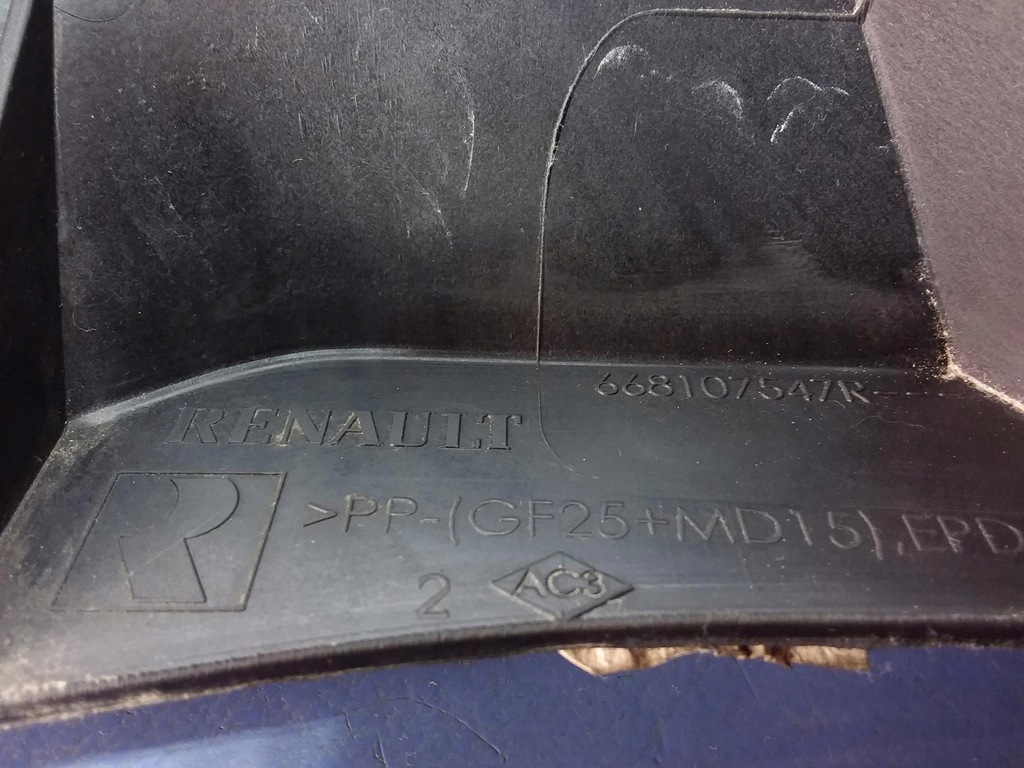 668107547R----
RENAULT
R
>PP-(GF25+MD15),EPD
2
AC3